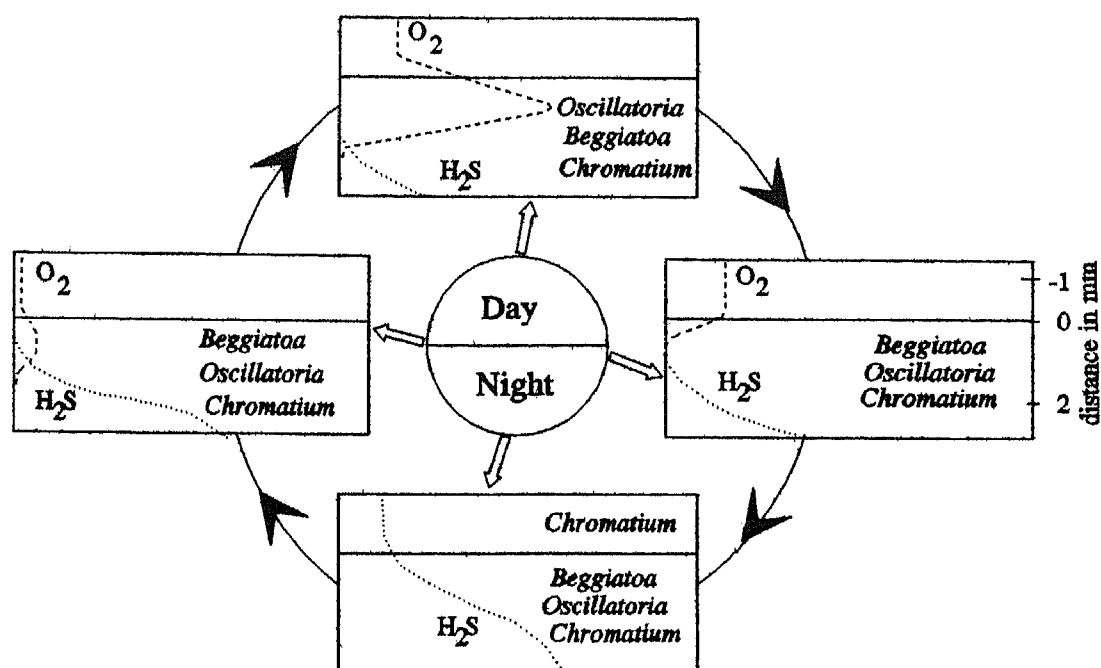 O2
Oscillatoria
Beggiatoa
Chromatium
H2S
O2
Beggiatoa
Oscillatoria
Chromatium
H2S
Day
Night
O2
Beggiatoa
Oscillatoria
Chromatium
H2S
-1
0
2
distance in mm
Chromatium
Beggiatoa
Oscillatoria
Chromatium
H2S